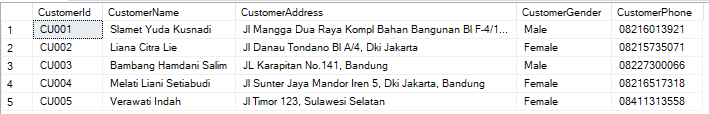 CustomerId CustomerName CustomerAddress CustomerGender CustomerPhone
1 CU001 Slamet Yuda Kusnadi Jl Mangga Dua Raya Kompl Bahan Bangunan Bl F-4/1... Male 08216013921
2 CU002 Liana Citra Lie Jl Danau Tondano Bl A/4, Dki Jakarta Female 08215735071
3 CU003 Bambang Hamdani Salim JL Karapitan No.141, Bandung Male 08227300066
4 CU004 Melati Liani Setiabudi Jl Sunter Jaya Mandor Iren 5, Dki Jakarta, Bandung Female 08216517318
5 CU005 Verawati Indah Jl Timor 123, Sulawesi Selatan Female 08411313558